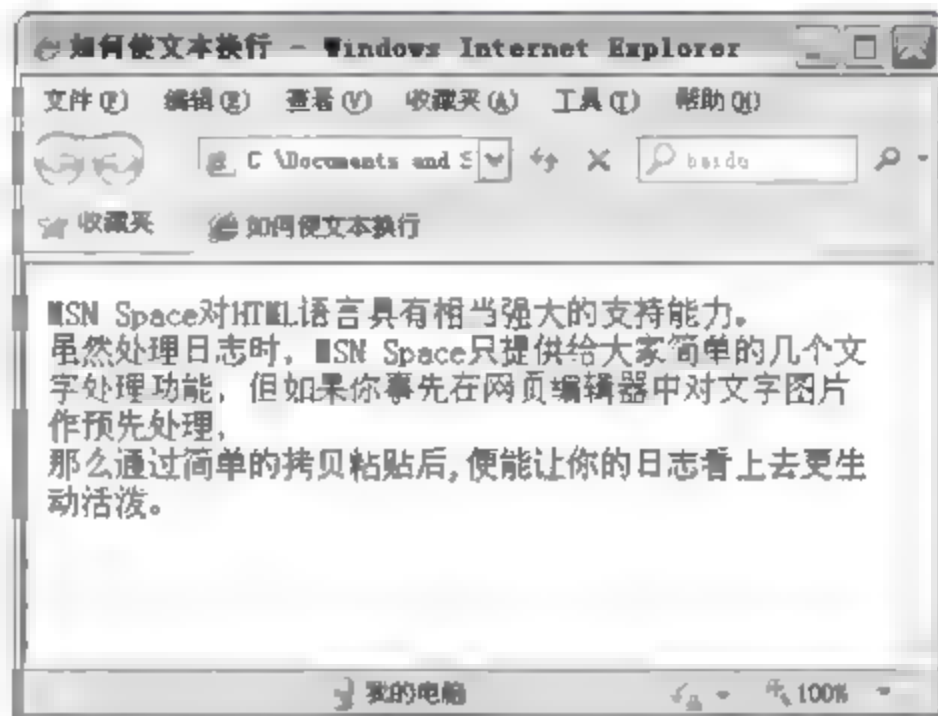 如何使文本换行 - Windows Internet Explorer
文件(F) 编辑(E) 查看(V) 收藏夹(A) 工具(T) 帮助(H)
C:\Documents and S baidu
收藏夹 如何使文本换行
MSN Space对HTML语言具有相当强大的支持能力。
虽然处理日志时，MSN Space只提供给大家简单的几个文
字处理功能，但如果你事先在网页编辑器中对文字图片
作预先处理，
那么通过简单的拷贝粘贴后,便能让你的日志看上去更生
动活泼。
我的电脑 100%